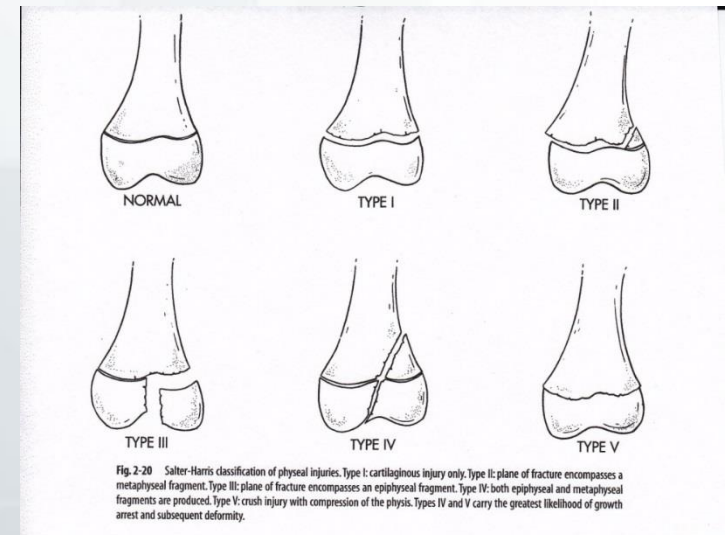 NORMAL
TYPE I
TYPE II
TYPE III
TYPE IV
TYPE V
Fig. 2-20 Salter-Harris classification of physeal injuries. Type I: cartilaginous injury only. Type II: plane of fracture encompasses a
metaphyseal fragment. Type III: plane of fracture encompasses an epiphyseal fragment. Type IV: both epiphyseal and metaphyseal
fragments are produced. Type V: crush injury with compression of the physis. Types IV and V carry the greatest likelihood of growth
arrest and subsequent deformity.